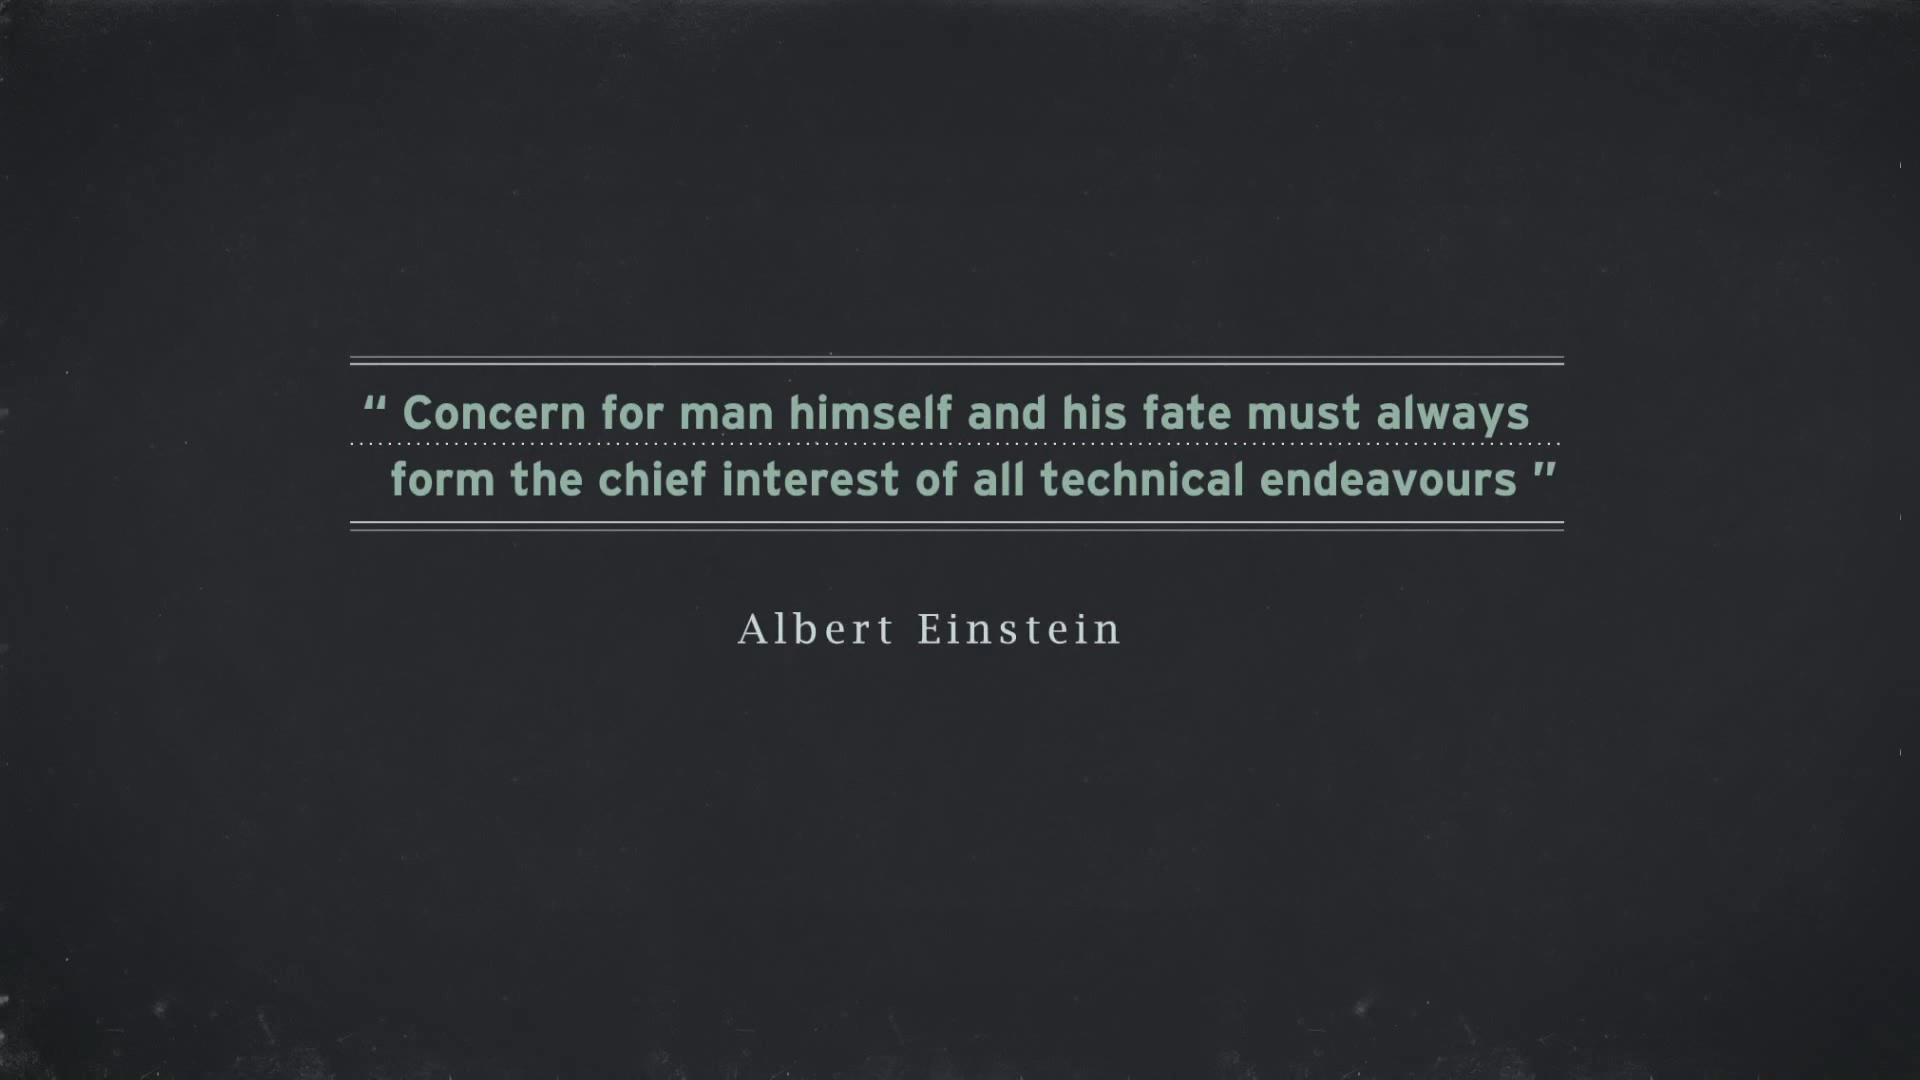 “ Concern for man himself and his fate must always
form the chief interest of all technical endeavours ”
Albert Einstein